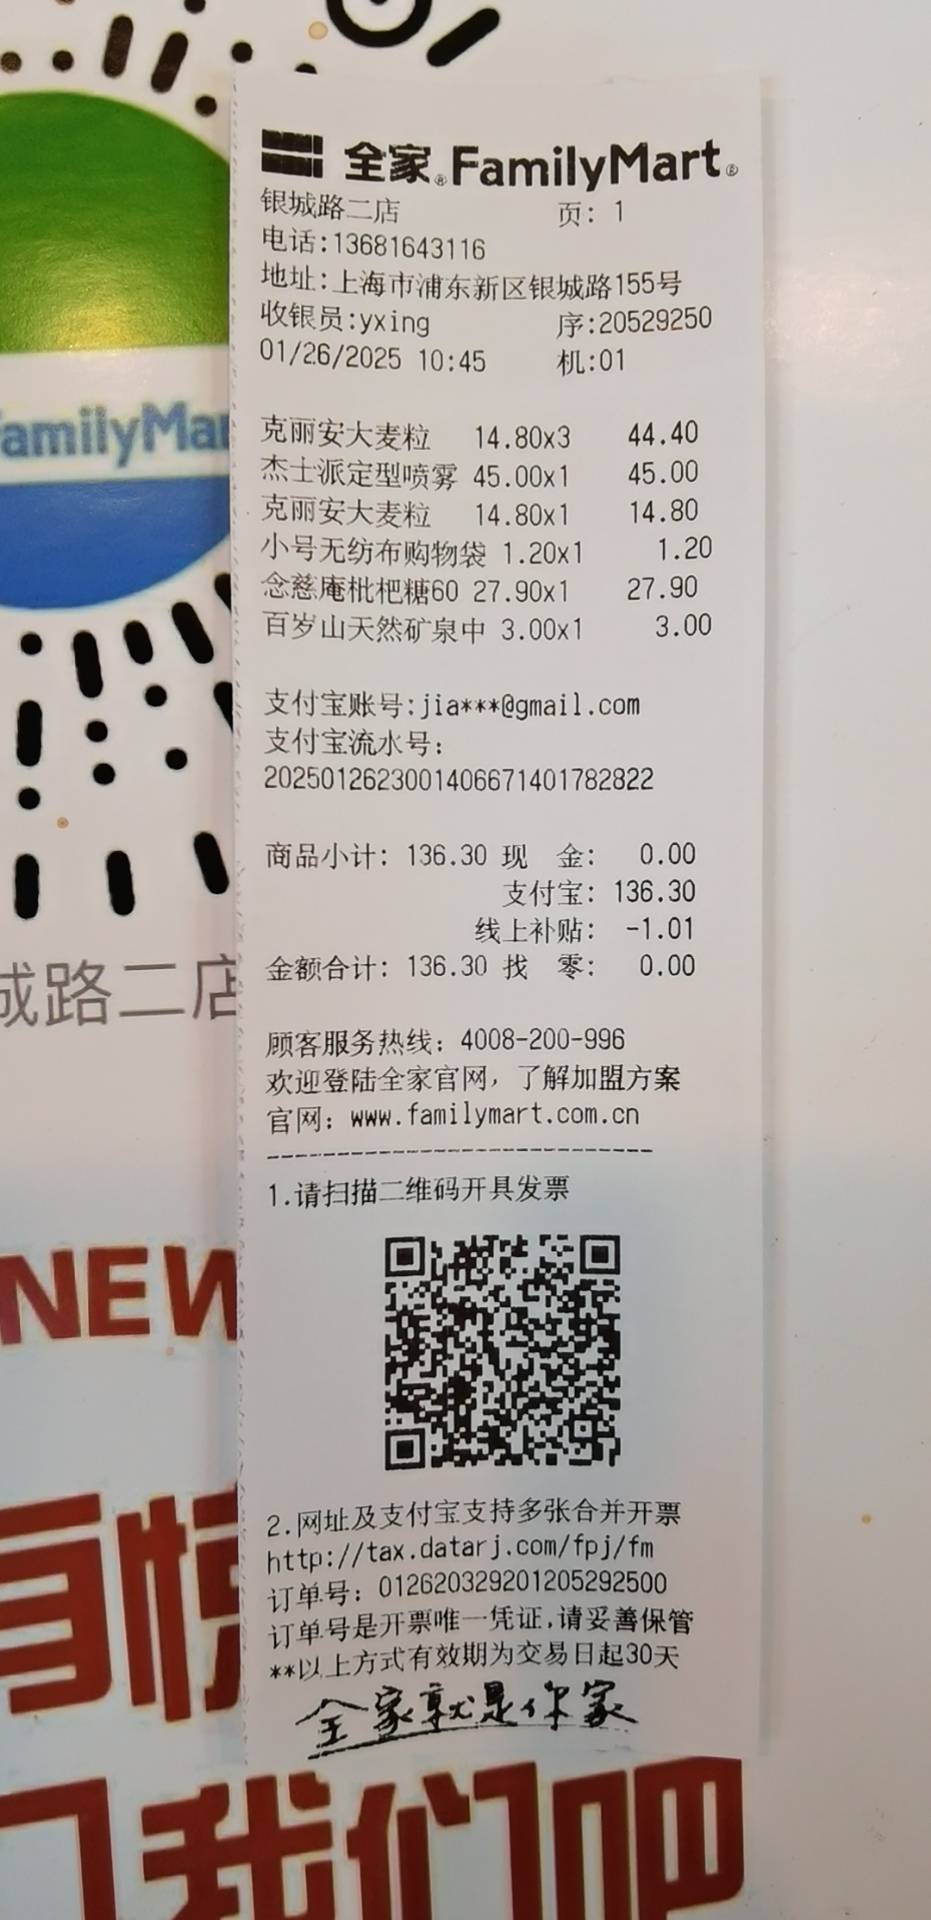 全家® FamilyMart®
银城路二店 页: 1
电话:13681643116
地址:上海市浦东新区银城路155号
收银员:yxing 序:20529250
01/26/2025 10:45 机:01
克丽安大麦粒 14.80x3 44.40
杰士派定型喷雾 45.00x1 45.00
克丽安大麦粒 14.80x1 14.80
小号无纺布购物袋 1.20x1 1.20
念慈庵枇杷糖60 27.90x1 27.90
百岁山天然矿泉中 3.00x1 3.00
支付宝账号:jia***@gmail.com
支付宝流水号:
2025012623001406671401782822
商品小计: 136.30 现 金: 0.00
支付宝: 136.30
线上补贴: -1.01
金额合计: 136.30 找 零: 0.00
顾客服务热线: 4008-200-996
欢迎登陆全家官网, 了解加盟方案
官网: www.familymart.com.cn
----------------------------
1.请扫描二维码开具发票
2.网址及支付宝支持多张合并开票
http://tax.datarj.com/fpj/fm
订单号: 012620329201205292500
订单号是开票唯一凭证,请妥善保管
**以上方式有效期为交易日起30天
全家就是你家
FamilyMar
城路二店
NEW
们我们吧